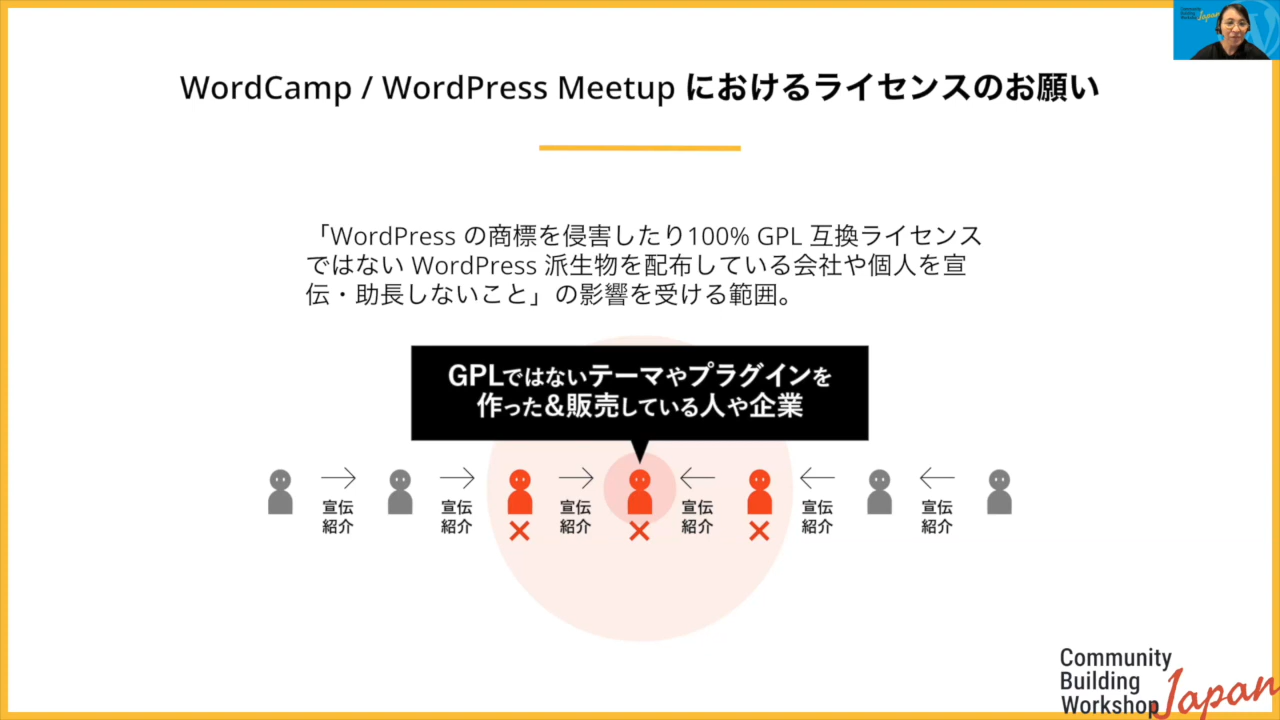 WordCamp / WordPress Meetup におけるライセンスのお願い
「WordPress の商標を侵害したり100% GPL 互換ライセンス
ではない WordPress 派生物を配布している会社や個人を宣
伝・助長しないこと」の影響を受ける範囲。
GPLではないテーマやプラグインを
作った&販売している人や企業
宣伝
紹介
宣伝
紹介
宣伝
紹介
宣伝
紹介
宣伝
紹介
宣伝
紹介
Community
Building
Workshop
Japan
Community
Building
Workshop
Japan